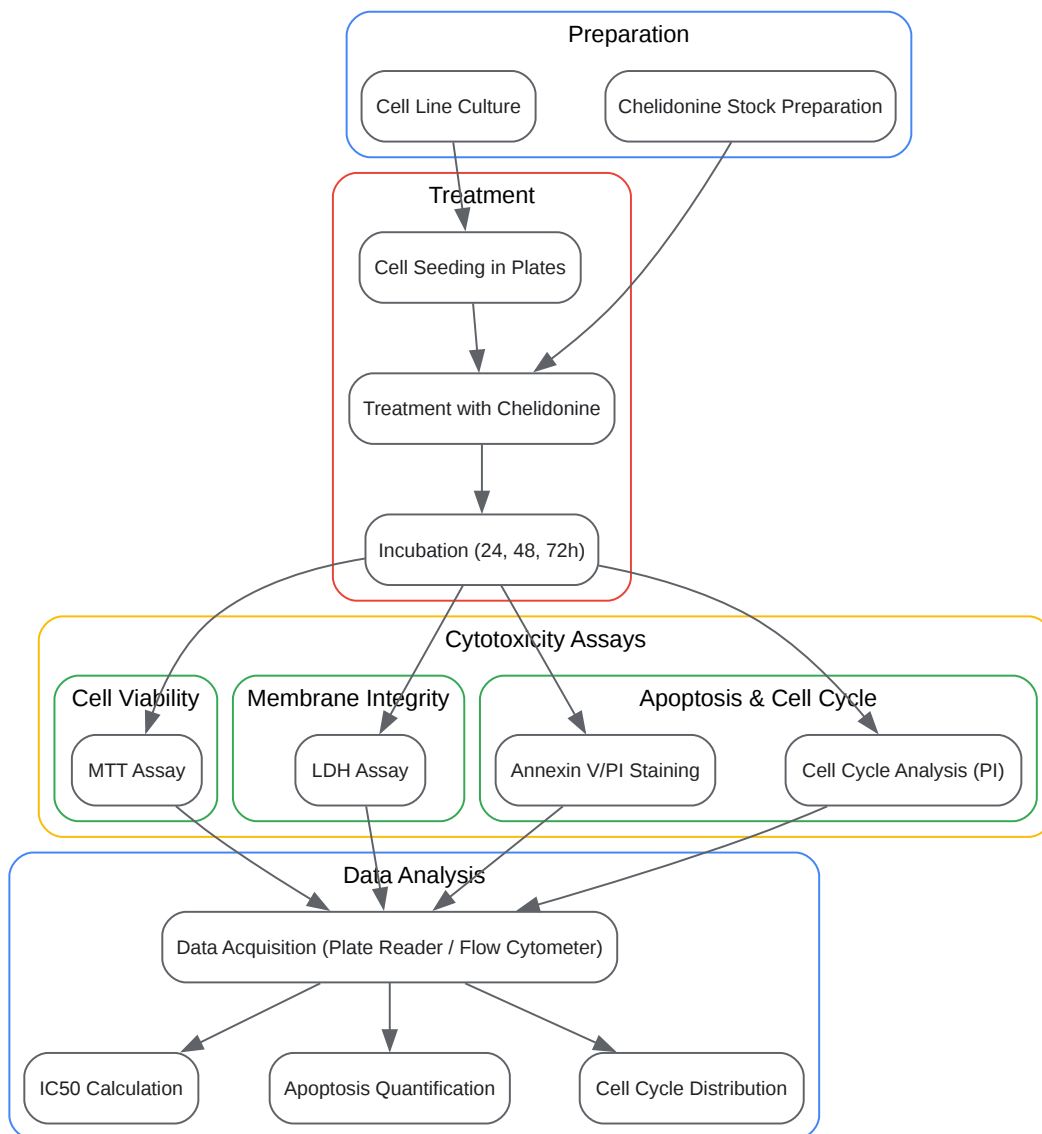 Preparation
Cell Line Culture
Chelidonine Stock Preparation
Treatment
Cell Seeding in Plates
Treatment with Chelidonine
Incubation (24, 48, 72h)
Cytotoxicity Assays
Cell Viability
Membrane Integrity
Apoptosis & Cell Cycle
MTT Assay
LDH Assay
Annexin V/PI Staining
Cell Cycle Analysis (PI)
Data Analysis
Data Acquisition (Plate Reader / Flow Cytometer)
IC50 Calculation
Apoptosis Quantification
Cell Cycle Distribution